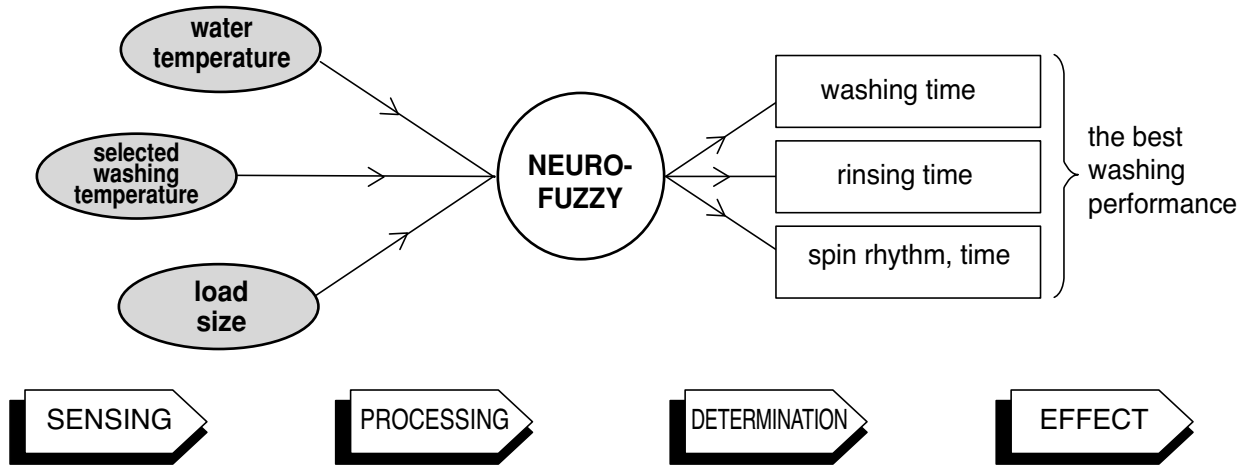 water
temperature
selected
washing
temperature
load
size
NEURO-
FUZZY
washing time
rinsing time
spin rhythm, time
the best
washing
performance
SENSING
PROCESSING
DETERMINATION
EFFECT